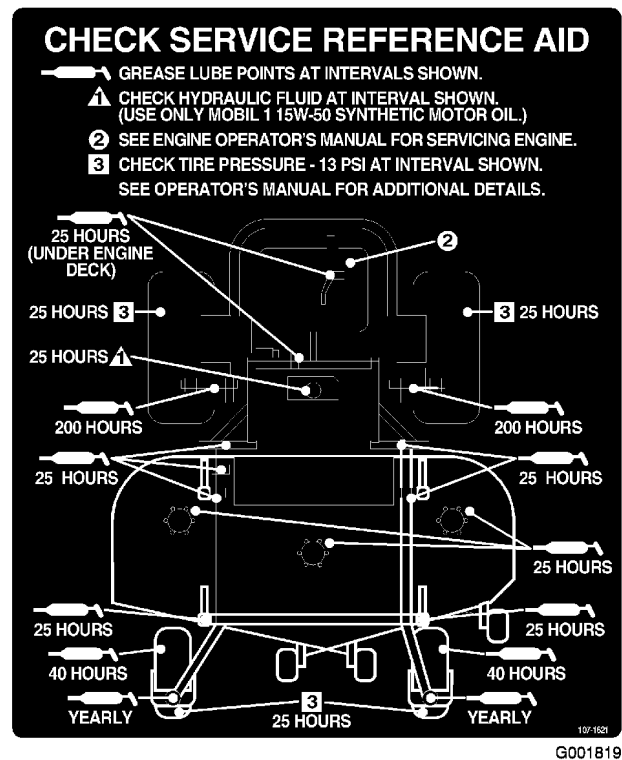 CHECK SERVICE REFERENCE AID
GREASE LUBE POINTS AT INTERVALS SHOWN.
1 CHECK HYDRAULIC FLUID AT INTERVAL SHOWN.
(USE ONLY MOBIL 1 15W-50 SYNTHETIC MOTOR OIL.)
2 SEE ENGINE OPERATOR'S MANUAL FOR SERVICING ENGINE.
3 CHECK TIRE PRESSURE - 13 PSI AT INTERVAL SHOWN.
SEE OPERATOR'S MANUAL FOR ADDITIONAL DETAILS.
25 HOURS
(UNDER ENGINE
DECK)
2
25 HOURS 3
3 25 HOURS
25 HOURS 1
200 HOURS
200 HOURS
25 HOURS
25 HOURS
25 HOURS
25 HOURS
25 HOURS
40 HOURS
40 HOURS
YEARLY
3
25 HOURS
YEARLY
107-1621
G001819